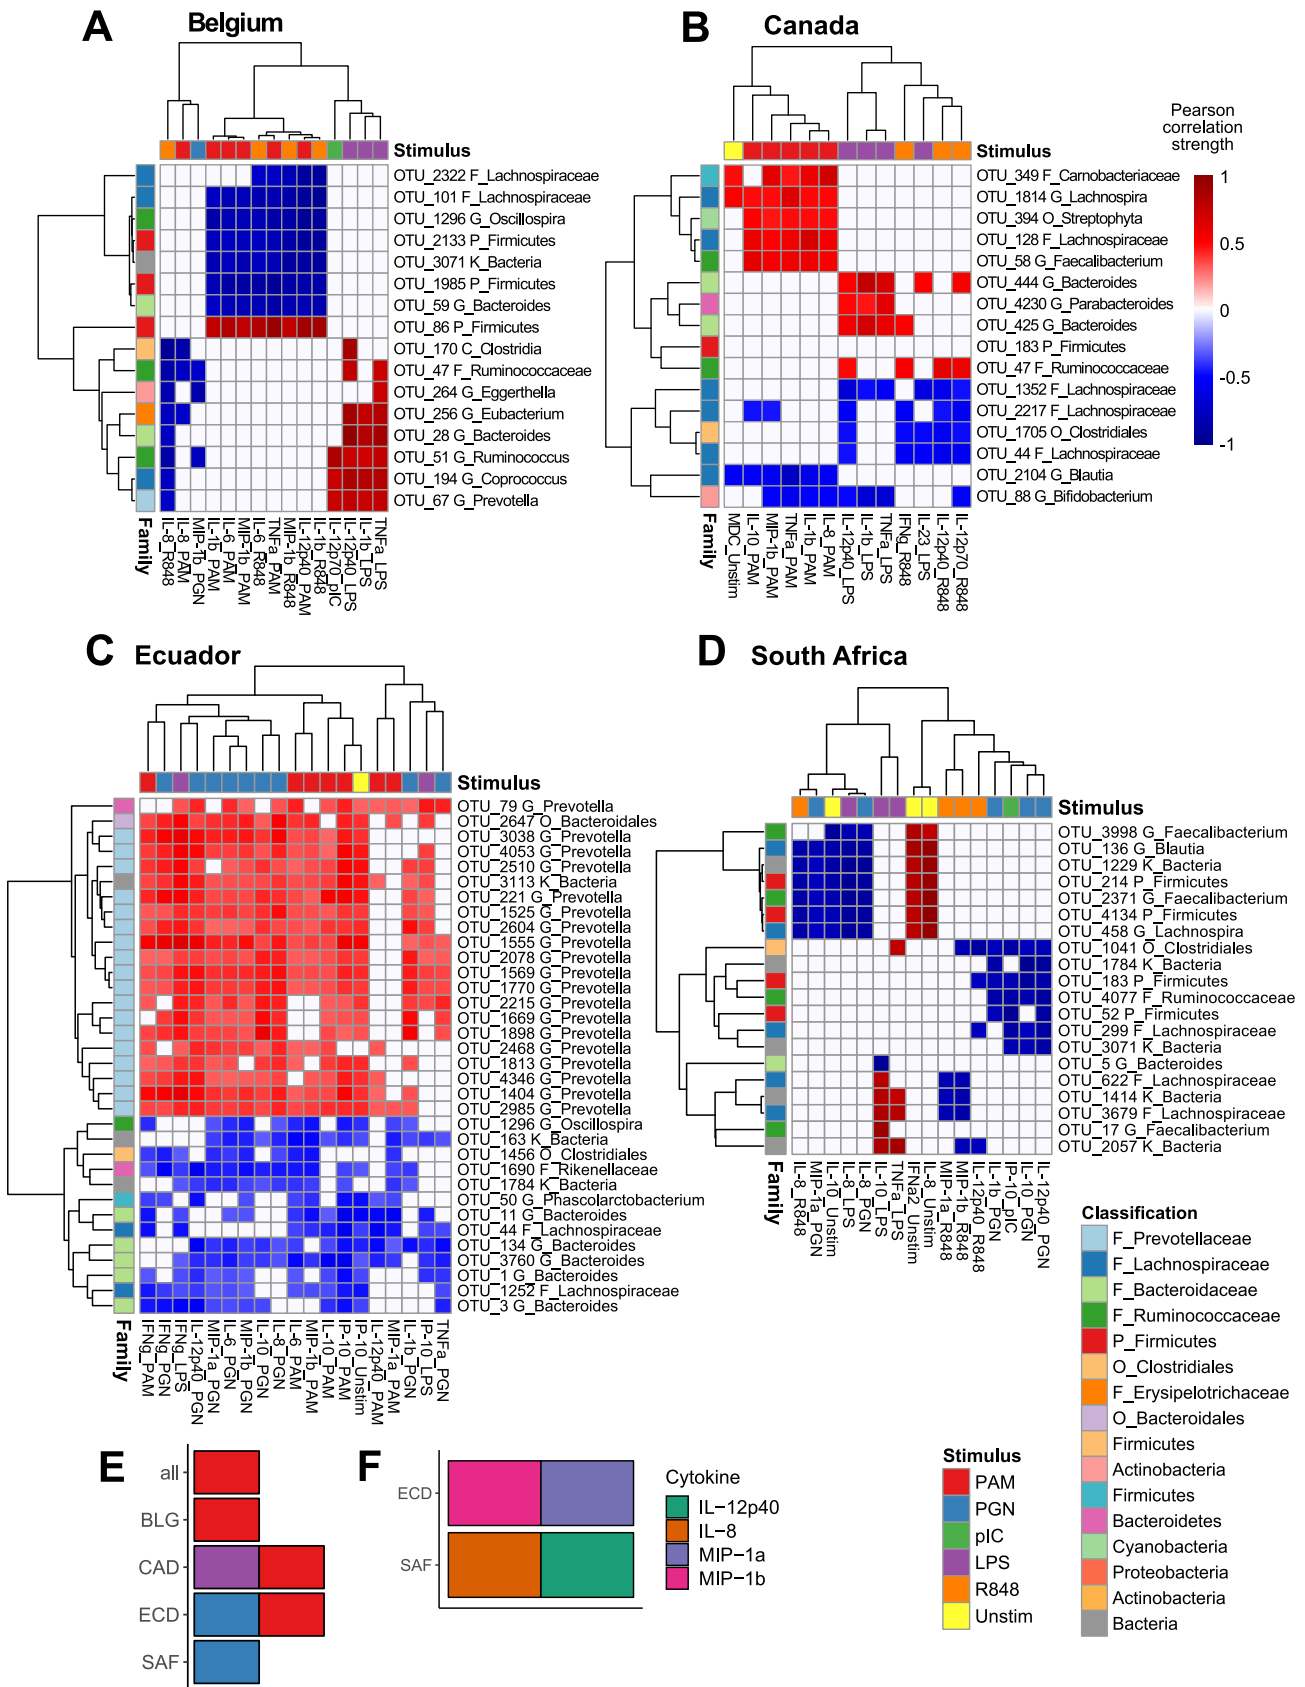 A Belgium
Stimulus
OTU_2322 F_Lachnospiraceae
OTU_101 F_Lachnospiraceae
OTU_1296 G_Oscillospira
OTU_2133 P_Firmicutes
OTU_3071 K_Bacteria
OTU_1985 P_Firmicutes
OTU_59 G_Bacteroides
OTU_86 P_Firmicutes
OTU_170 C_Clostridia
OTU_47 F_Ruminococcaceae
OTU_264 G_Eggerthella
OTU_256 G_Eubacterium
OTU_28 G_Bacteroides
OTU_51 G_Ruminococcus
OTU_194 G_Coprococcus
OTU_67 G_Prevotella
Family
IL-8_R848
IL-8_PAM
MIP-1b_PGN
IL-1b_PAM
IL-6_PAM
MIP-1b_PAM
IL-6_R848
TNFa_PAM
MIP-1b_R848
IL-12p40_PAM
IL-1b_R848
IL-12p70_pIC
IL-12p40_LPS
IL-1b_LPS
TNFa_LPS
B Canada
Stimulus
OTU_349 F_Carnobacteriaceae
OTU_1814 G_Lachnospira
OTU_394 O_Streptophyta
OTU_128 F_Lachnospiraceae
OTU_58 G_Faecalibacterium
OTU_444 G_Bacteroides
OTU_4230 G_Parabacteroides
OTU_425 G_Bacteroides
OTU_183 P_Firmicutes
OTU_47 F_Ruminococcaceae
OTU_1352 F_Lachnospiraceae
OTU_2217 F_Lachnospiraceae
OTU_1705 O_Clostridiales
OTU_44 F_Lachnospiraceae
OTU_2104 G_Blautia
OTU_88 G_Bifidobacterium
Family
MDC_Unstim
IL-10_PAM
MIP-1b_PAM
TNFa_PAM
IL-1b_PAM
IL-8_PAM
IL-12p40_LPS
IL-1b_LPS
TNFa_LPS
IFNg_R848
IL-23_LPS
IL-12p40_R848
IL-12p70_R848
Pearson
correlation
strength
1
0.5
0
-0.5
-1
C Ecuador
Stimulus
OTU_79 G_Prevotella
OTU_2647 O_Bacteroidales
OTU_3038 G_Prevotella
OTU_4053 G_Prevotella
OTU_2510 G_Prevotella
OTU_3113 K_Bacteria
OTU_221 G_Prevotella
OTU_1525 G_Prevotella
OTU_2604 G_Prevotella
OTU_1555 G_Prevotella
OTU_2078 G_Prevotella
OTU_1569 G_Prevotella
OTU_1770 G_Prevotella
OTU_2215 G_Prevotella
OTU_1669 G_Prevotella
OTU_1898 G_Prevotella
OTU_2468 G_Prevotella
OTU_1813 G_Prevotella
OTU_4346 G_Prevotella
OTU_1404 G_Prevotella
OTU_2985 G_Prevotella
OTU_1296 G_Oscillospira
OTU_163 K_Bacteria
OTU_1456 O_Clostridiales
OTU_1690 F_Rikenellaceae
OTU_1784 K_Bacteria
OTU_50 G_Phascolarctobacterium
OTU_11 G_Bacteroides
OTU_44 F_Lachnospiraceae
OTU_134 G_Bacteroides
OTU_3760 G_Bacteroides
OTU_1 G_Bacteroides
OTU_1252 F_Lachnospiraceae
OTU_3 G_Bacteroides
Family
IFNg_PAM
IFNg_PGN
IFNg_LPS
IL-12p40_PGN
MIP-1a_PGN
IL-6_PGN
MIP-1b_PGN
IL-10_PGN
IL-8_PGN
IL-6_PAM
MIP-1b_PAM
IL-10_PAM
IP-10_PAM
IP-10_Unstim
IL-12p40_PAM
MIP-1a_PAM
IL-1b_PGN
IP-10_LPS
TNFa_PGN
D South Africa
Stimulus
OTU_3998 G_Faecalibacterium
OTU_136 G_Blautia
OTU_1229 K_Bacteria
OTU_214 P_Firmicutes
OTU_2371 G_Faecalibacterium
OTU_4134 P_Firmicutes
OTU_458 G_Lachnospira
OTU_1041 O_Clostridiales
OTU_1784 K_Bacteria
OTU_183 P_Firmicutes
OTU_4077 F_Ruminococcaceae
OTU_52 P_Firmicutes
OTU_299 F_Lachnospiraceae
OTU_3071 K_Bacteria
OTU_5 G_Bacteroides
OTU_622 F_Lachnospiraceae
OTU_1414 K_Bacteria
OTU_3679 F_Lachnospiraceae
OTU_17 G_Faecalibacterium
OTU_2057 K_Bacteria
Family
IL-8_R848
MIP-1a_PGN
IL-10_Unstim
IL-8_LPS
IL-8_PGN
IL-10_LPS
TNFa_LPS
IFNa2_Unstim
IL-8_Unstim
MIP-1a_R848
MIP-1b_R848
IL-12p40_R848
IL-1b_PGN
IP-10_pIC
IL-10_PGN
IL-12p40_PGN
Classification
F_Prevotellaceae
F_Lachnospiraceae
F_Bacteroidaceae
F_Ruminococcaceae
P_Firmicutes
O_Clostridiales
F_Erysipelotrichaceae
O_Bacteroidales
Firmicutes
Actinobacteria
Firmicutes
Bacteroidetes
Cyanobacteria
Proteobacteria
Actinobacteria
Bacteria
E
all
BLG
CAD
ECD
SAF
F
ECD
SAF
Cytokine
IL−12p40
IL−8
MIP−1a
MIP−1b
Stimulus
PAM
PGN
pIC
LPS
R848
Unstim